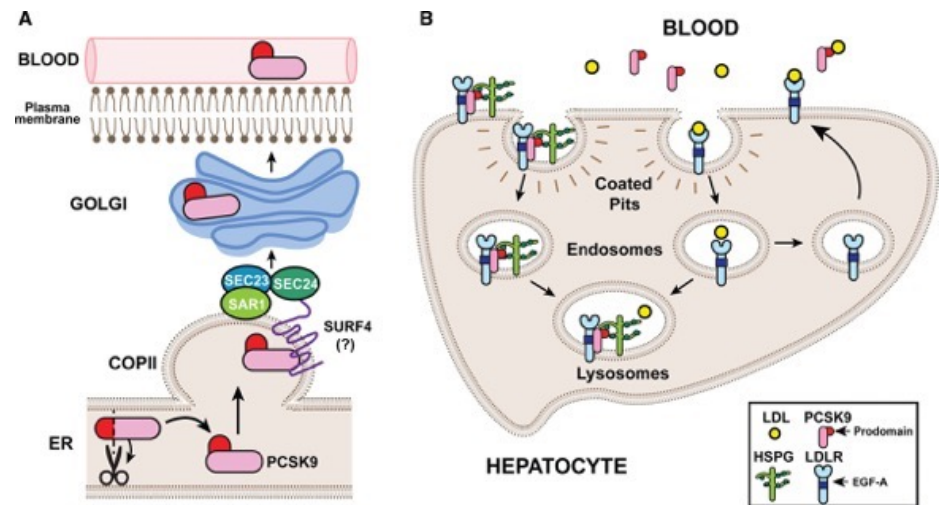 A
BLOOD
Plasma
membrane
GOLGI
SEC23
SEC24
SAR1
SURF4
(?)
COPII
ER
PCSK9
B
BLOOD
Coated
Pits
Endosomes
Lysosomes
HEPATOCYTE
LDL PCSK9
Prodomain
HSPG LDLR
EGF-A